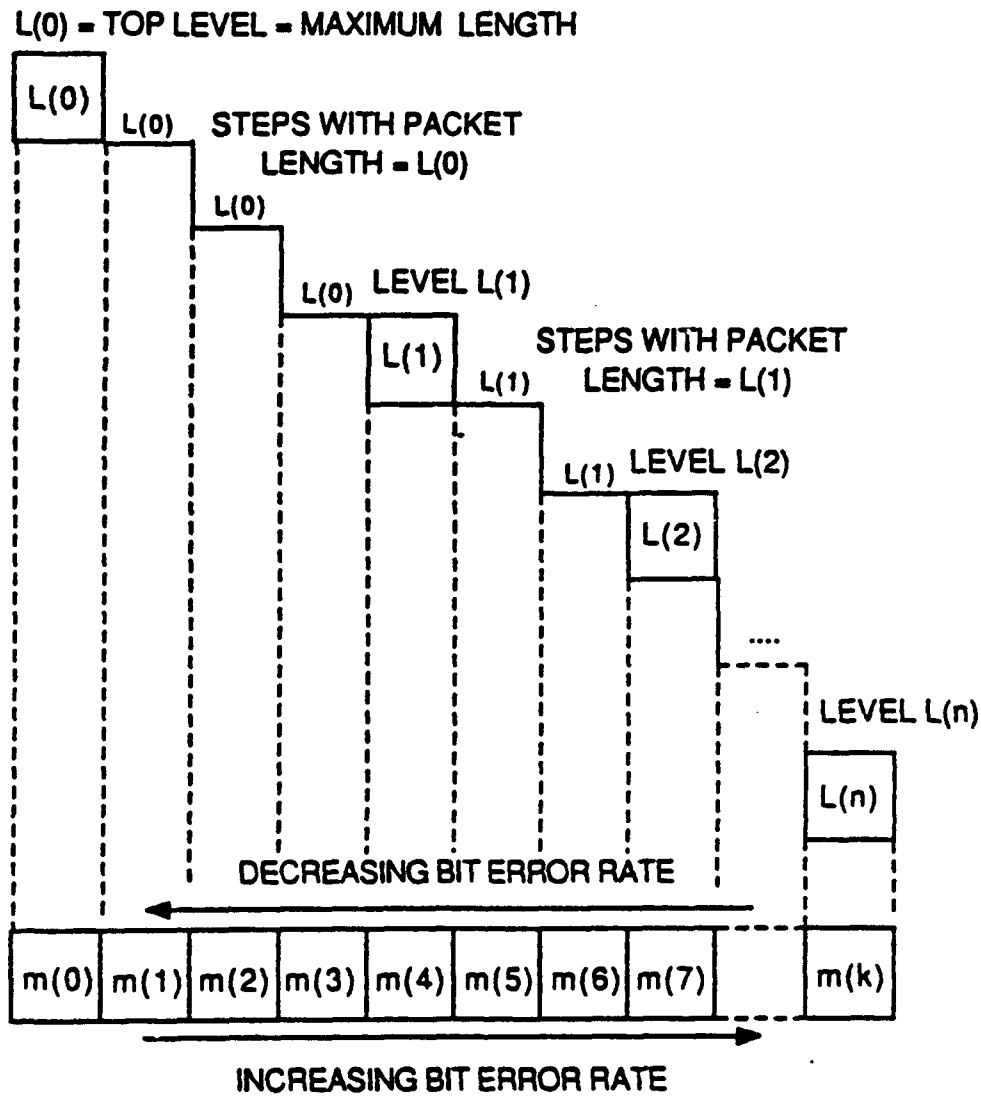 L(0) = TOP LEVEL = MAXIMUM LENGTH
L(0)
L(0)
STEPS WITH PACKET
LENGTH = L(0)
L(0)
L(0)
LEVEL L(1)
L(1)
L(1)
STEPS WITH PACKET
LENGTH = L(1)
L(1)
LEVEL L(2)
L(2)
.....
LEVEL L(n)
L(n)
DECREASING BIT ERROR RATE
m(0) m(1) m(2) m(3) m(4) m(5) m(6) m(7) m(k)
INCREASING BIT ERROR RATE